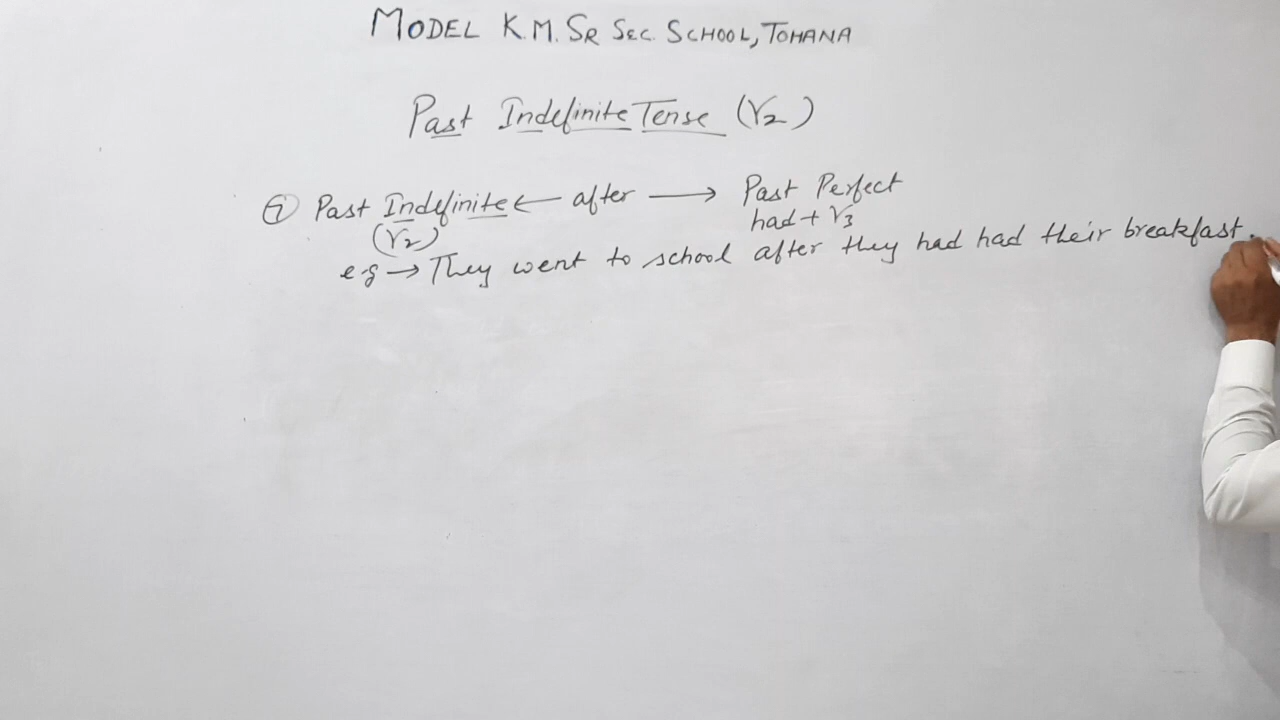 MODEL K.M. SR SEC. SCHOOL, TOHANA
Past Indefinite Tense (V2)
⑦ Past Indefinite ← after → Past Perfect
(V2) had + V3
e.g → They went to school after they had had their breakfast.